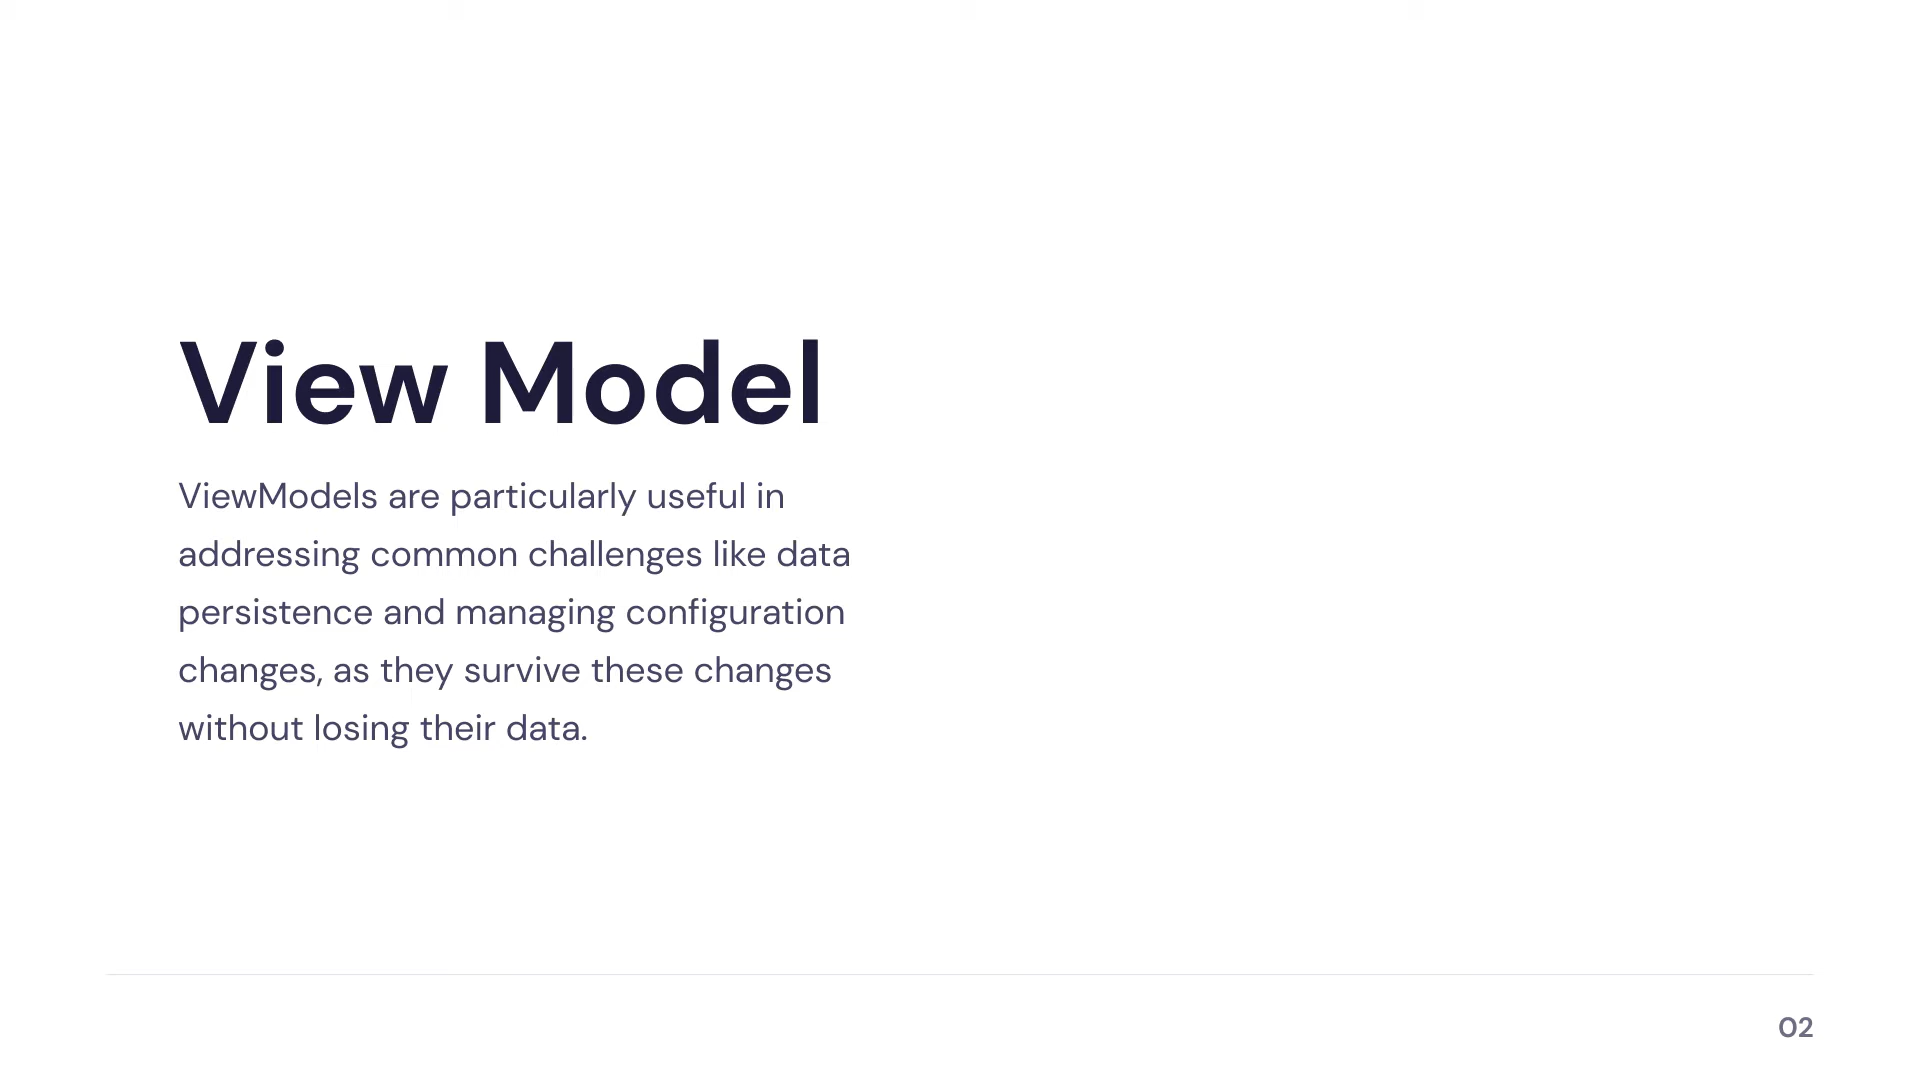 View Model
ViewModels are particularly useful in
addressing common challenges like data
persistence and managing configuration
changes, as they survive these changes
without losing their data.
02